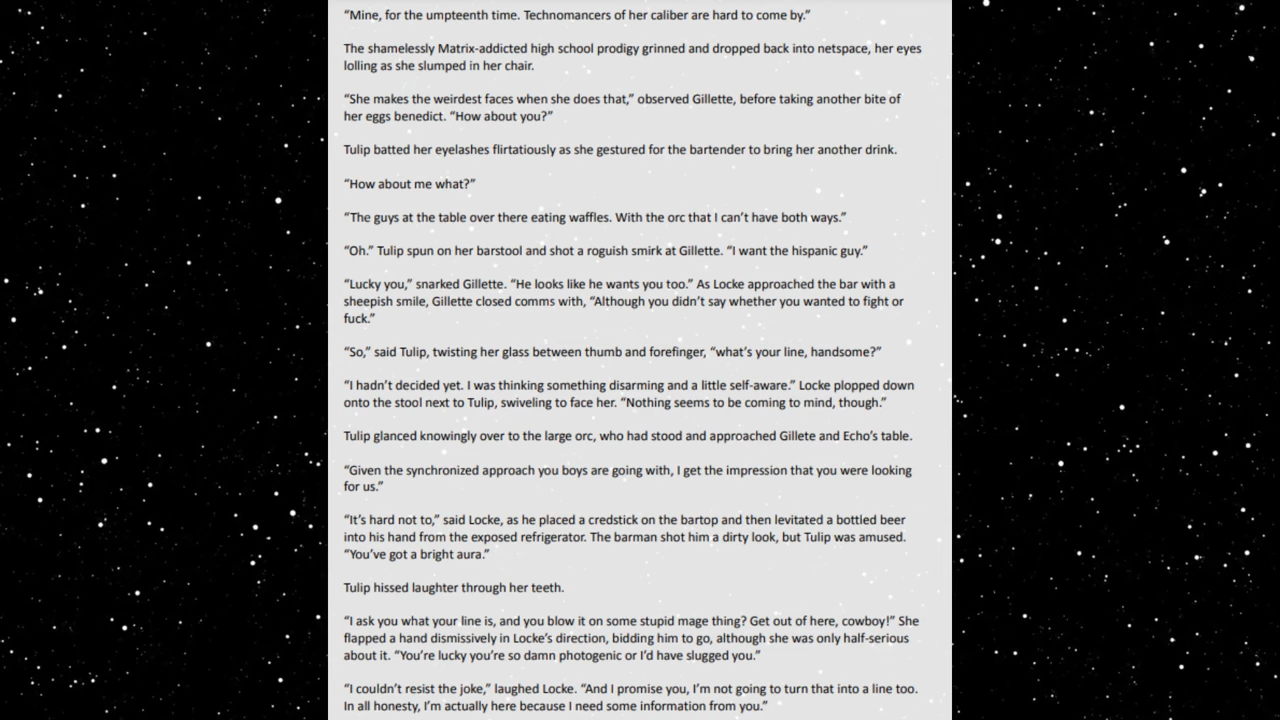 “Mine, for the umpteenth time. Technomancers of her caliber are hard to come by.”
The shamelessly Matrix-addicted high school prodigy grinned and dropped back into netspace, her eyes
lolling as she slumped in her chair.
“She makes the weirdest faces when she does that,” observed Gillette, before taking another bite of
her eggs benedict. “How about you?”
Tulip batted her eyelashes flirtatiously as she gestured for the bartender to bring her another drink.
“How about me what?”
“The guys at the table over there eating waffles. With the orc that I can’t have both ways.”
“Oh.” Tulip spun on her barstool and shot a roguish smirk at Gillette. “I want the hispanic guy.”
“Lucky you,” snarked Gillette. “He looks like he wants you too.” As Locke approached the bar with a
sheepish smile, Gillette closed comms with, “Although you didn’t say whether you wanted to fight or
fuck.”
“So,” said Tulip, twisting her glass between thumb and forefinger, “what’s your line, handsome?”
“I hadn’t decided yet. I was thinking something disarming and a little self-aware.” Locke plopped down
onto the stool next to Tulip, swiveling to face her. “Nothing seems to be coming to mind, though.”
Tulip glanced knowingly over to the large orc, who had stood and approached Gillete and Echo’s table.
“Given the synchronized approach you boys are going with, I get the impression that you were looking
for us.”
“It’s hard not to,” said Locke, as he placed a credstick on the bartop and then levitated a bottled beer
into his hand from the exposed refrigerator. The barman shot him a dirty look, but Tulip was amused.
“You’ve got a bright aura.”
Tulip hissed laughter through her teeth.
“I ask you what your line is, and you blow it on some stupid mage thing? Get out of here, cowboy!” She
flapped a hand dismissively in Locke’s direction, bidding him to go, although she was only half-serious
about it. “You’re lucky you’re so damn photogenic or I’d have slugged you.”
“I couldn’t resist the joke,” laughed Locke. “And I promise you, I’m not going to turn that into a line too.
In all honesty, I’m actually here because I need some information from you.”